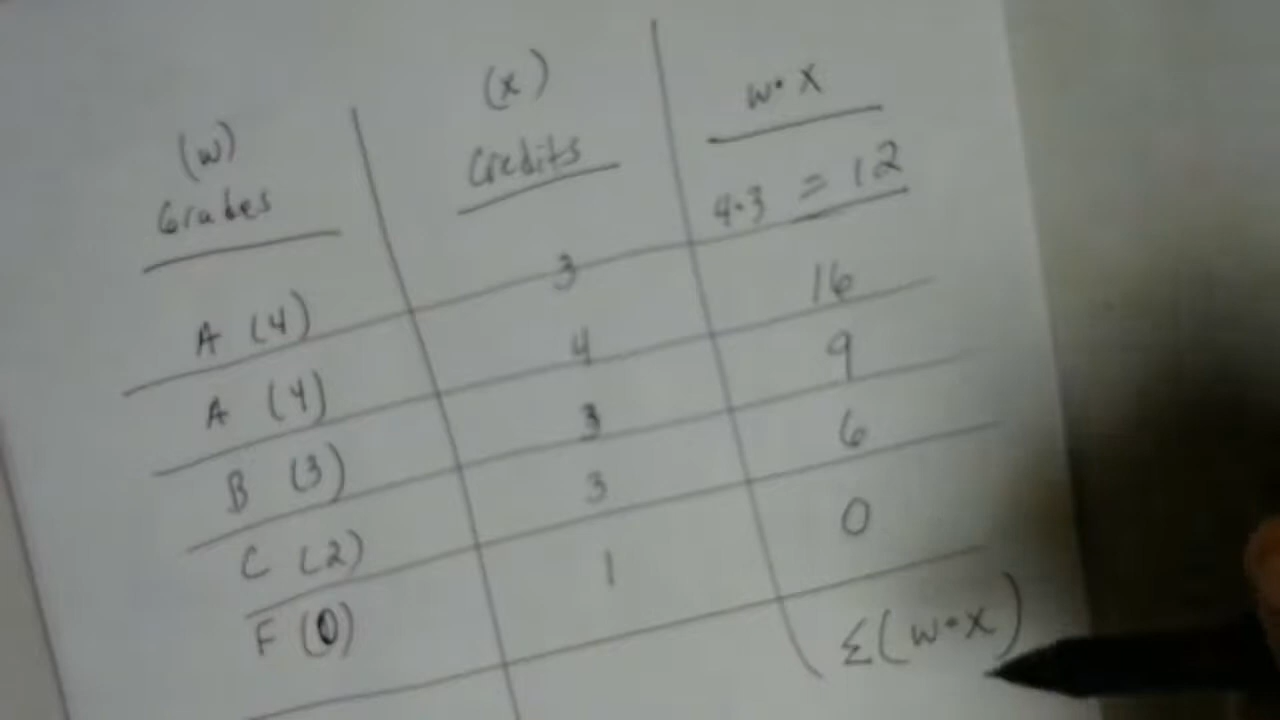 (w) (x) w·x
Grades Credits
A (4) 3 4·3 = 12
A (4) 4 16
B (3) 3 9
C (2) 3 6
F (0) 1 0
Σ(w·x)